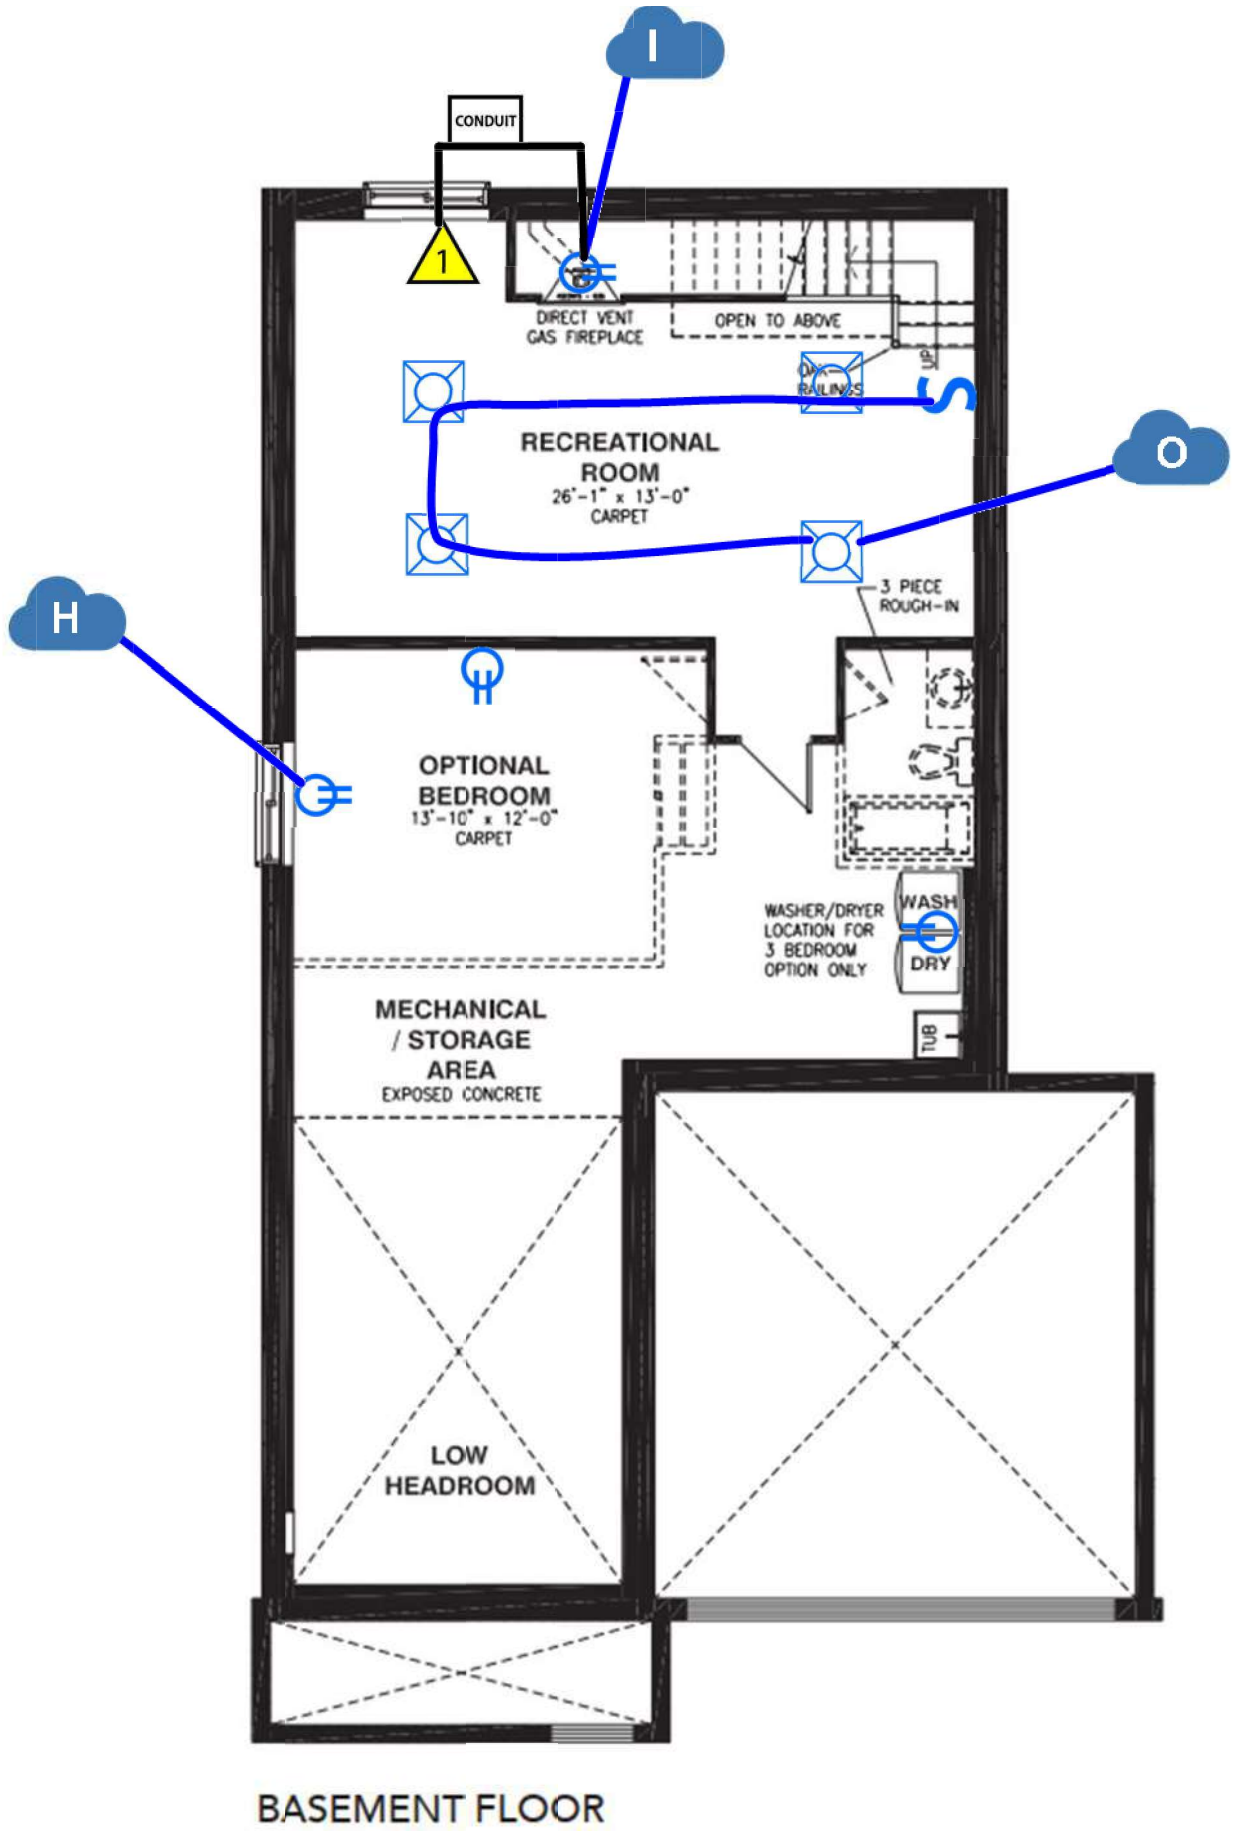 I
CONDUIT
1
DIRECT VENT
GAS FIREPLACE
OPEN TO ABOVE
UP
OAK
RAILINGS
S
RECREATIONAL
ROOM
26'-1" x 13'-0"
CARPET
O
3 PIECE
ROUGH-IN
H
OPTIONAL
BEDROOM
13'-10" x 12'-0"
CARPET
WASHER/DRYER
LOCATION FOR
3 BEDROOM
OPTION ONLY
WASH
DRY
TUB
MECHANICAL
/ STORAGE
AREA
EXPOSED CONCRETE
LOW
HEADROOM
BASEMENT FLOOR